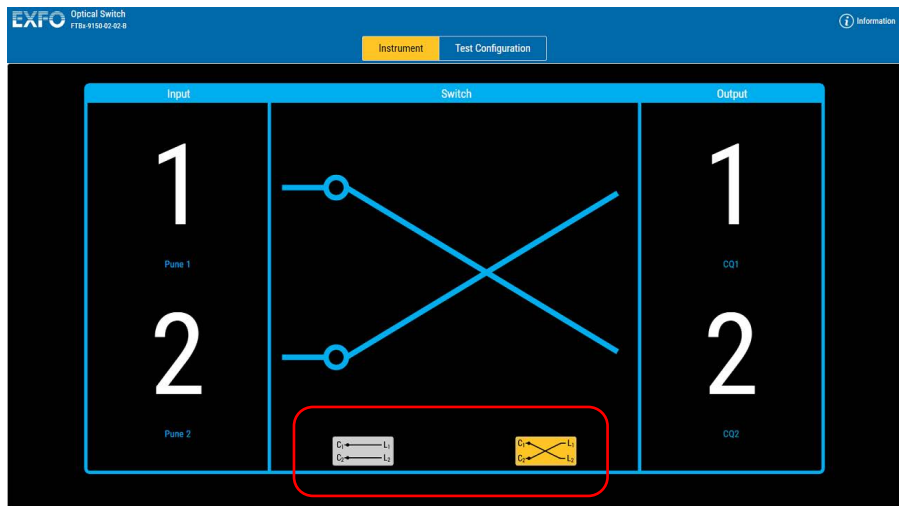 EXFO Optical Switch
FTBx-9150-02-02-B
Information
Instrument Test Configuration
Input Switch Output
1 1
Pune 1 CQ1
2 2
Pune 2 CQ2
C₁ L₁ C₁ L₁
C₂ L₂ C₂ L₂